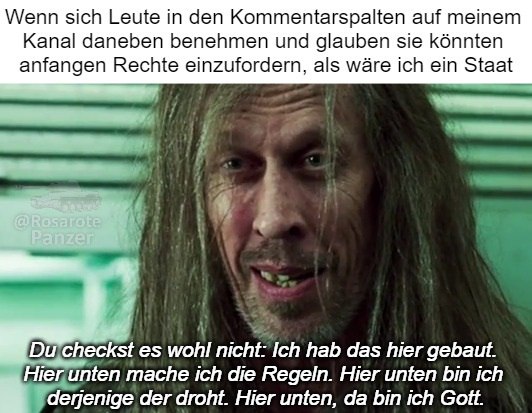 Wenn sich Leute in den Kommentarspalten auf meinem
Kanal daneben benehmen und glauben sie könnten
anfangen Rechte einzufordern, als wäre ich ein Staat
@Rosarote
Panzer
Du checkst es wohl nicht: Ich hab das hier gebaut.
Hier unten mache ich die Regeln. Hier unten bin ich
derjenige der droht. Hier unten, da bin ich Gott.